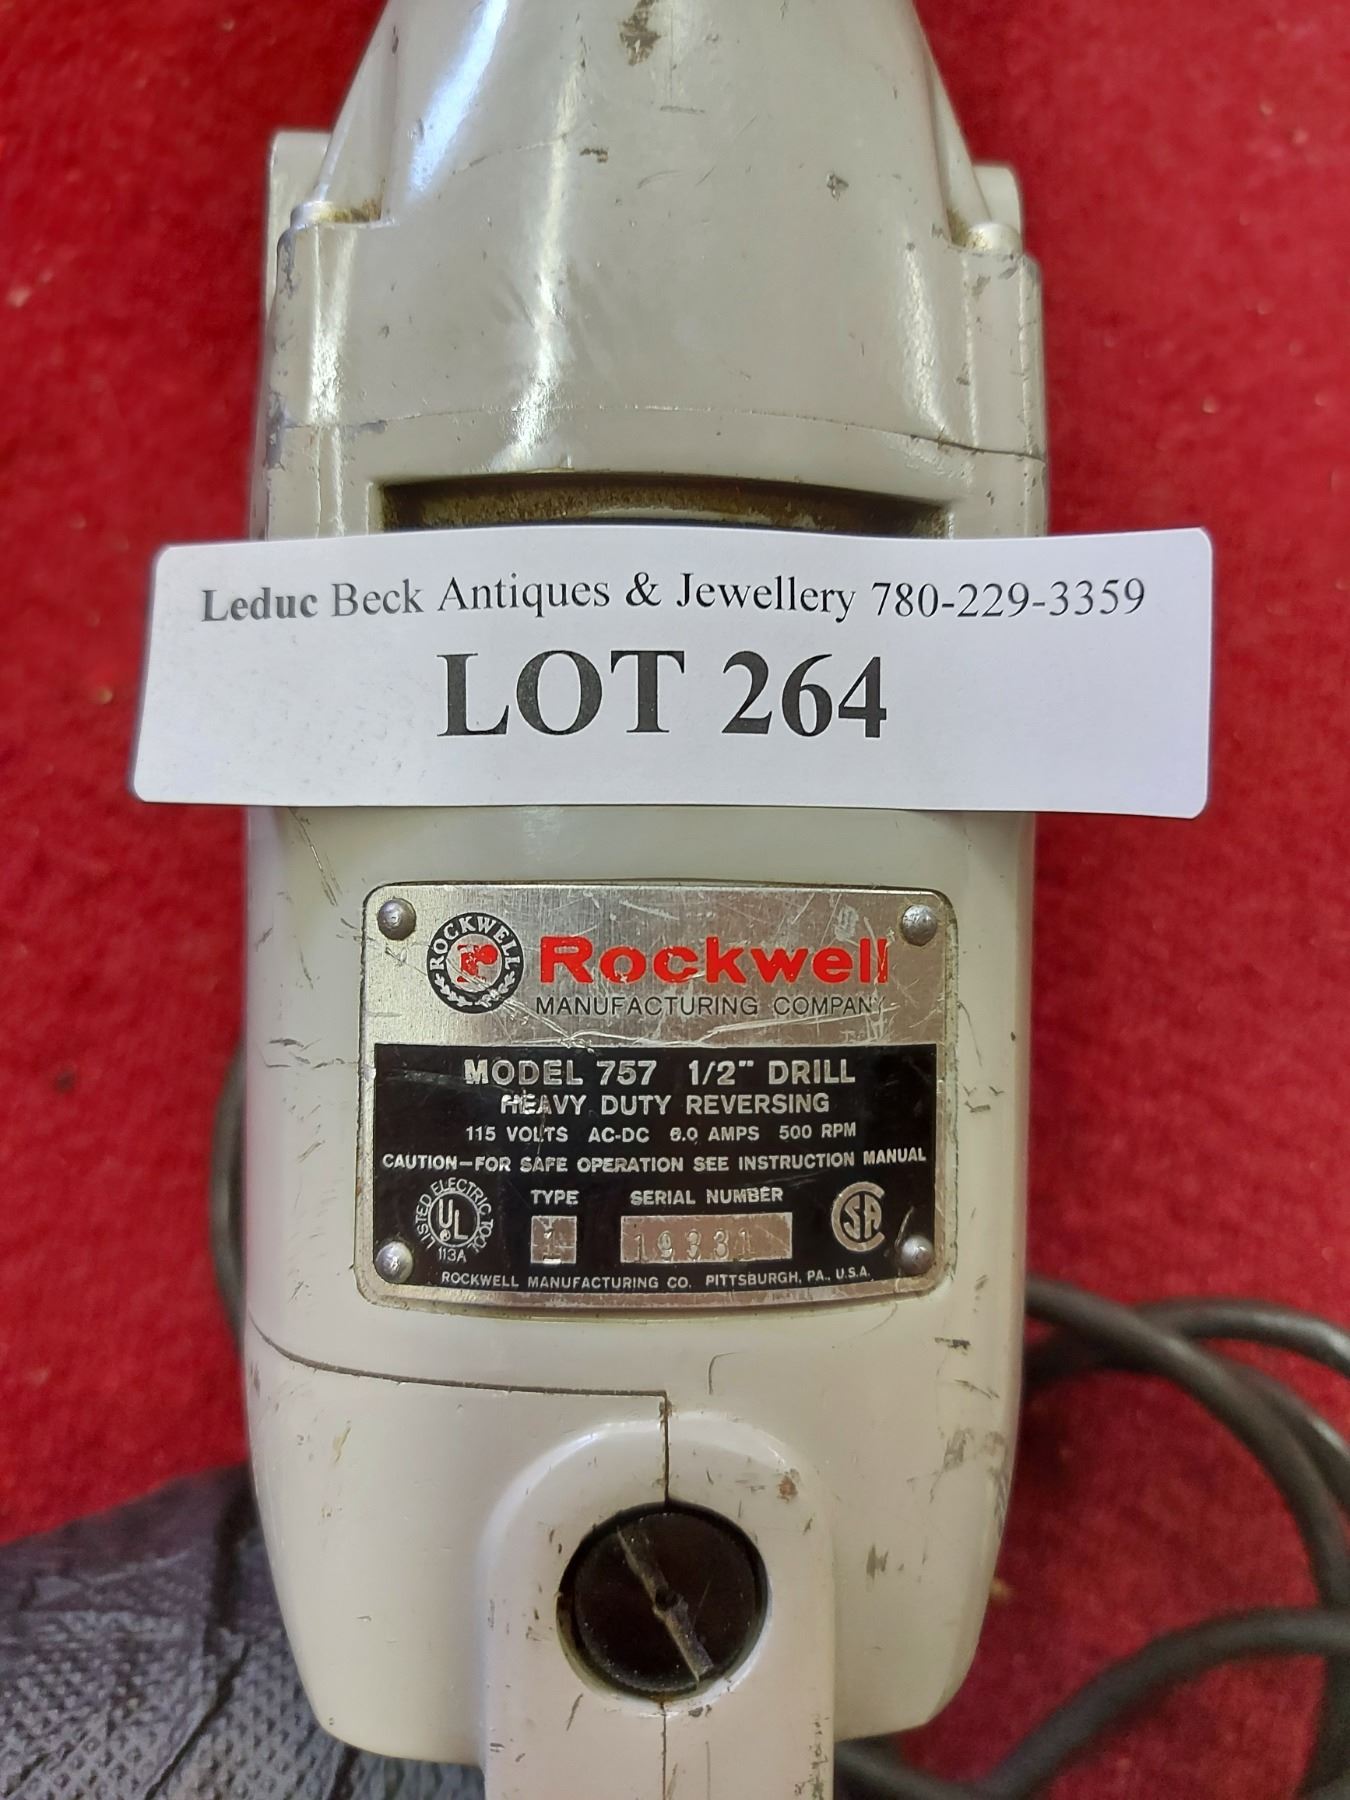 Leduc Beck Antiques & Jewellery 780-229-3359
LOT 264
ROCKWELL
r
Rockwell
MANUFACTURING COMPANY
MODEL 757 1/2" DRILL
HEAVY DUTY REVERSING
115 VOLTS AC-DC 6.0 AMPS 500 RPM
CAUTION-FOR SAFE OPERATION SEE INSTRUCTION MANUAL
LISTED ELECTRIC TOOL
UL
113A
TYPE
1
SERIAL NUMBER
19331
CSA
ROCKWELL MANUFACTURING CO. PITTSBURGH, PA., U.S.A.